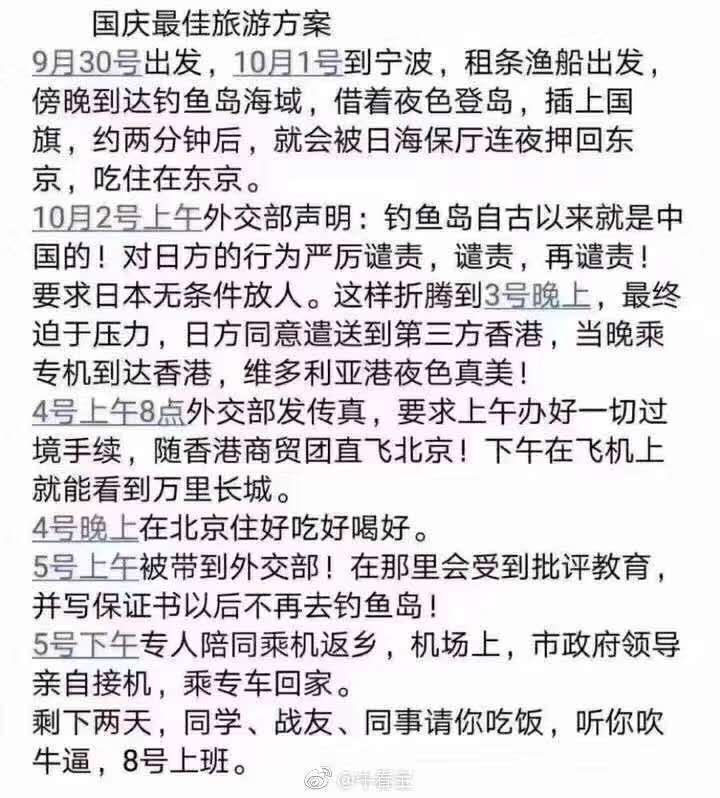 国庆最佳旅游方案
9月30号出发，10月1号到宁波，租条渔船出发，
傍晚到达钓鱼岛海域，借着夜色登岛，插上国
旗，约两分钟后，就会被日海保厅连夜押回东
京，吃住在东京。
10月2号上午外交部声明：钓鱼岛自古以来就是中
国的！对日方的行为严厉谴责，谴责，再谴责！
要求日本无条件放人。这样折腾到3号晚上，最终
迫于压力，日方同意遣送到第三方香港，当晚乘
专机到达香港，维多利亚港夜色真美！
4号上午8点外交部发传真，要求上午办好一切过
境手续，随香港商贸团直飞北京！下午在飞机上
就能看到万里长城。
4号晚上在北京住好吃好喝好。
5号上午被带到外交部！在那里会受到批评教育，
并写保证书以后不再去钓鱼岛！
5号下午专人陪同乘机返乡，机场上，市政府领导
亲自接机，乘专车回家。
剩下两天，同学、战友、同事请你吃饭，听你吹
牛逼，8号上班。